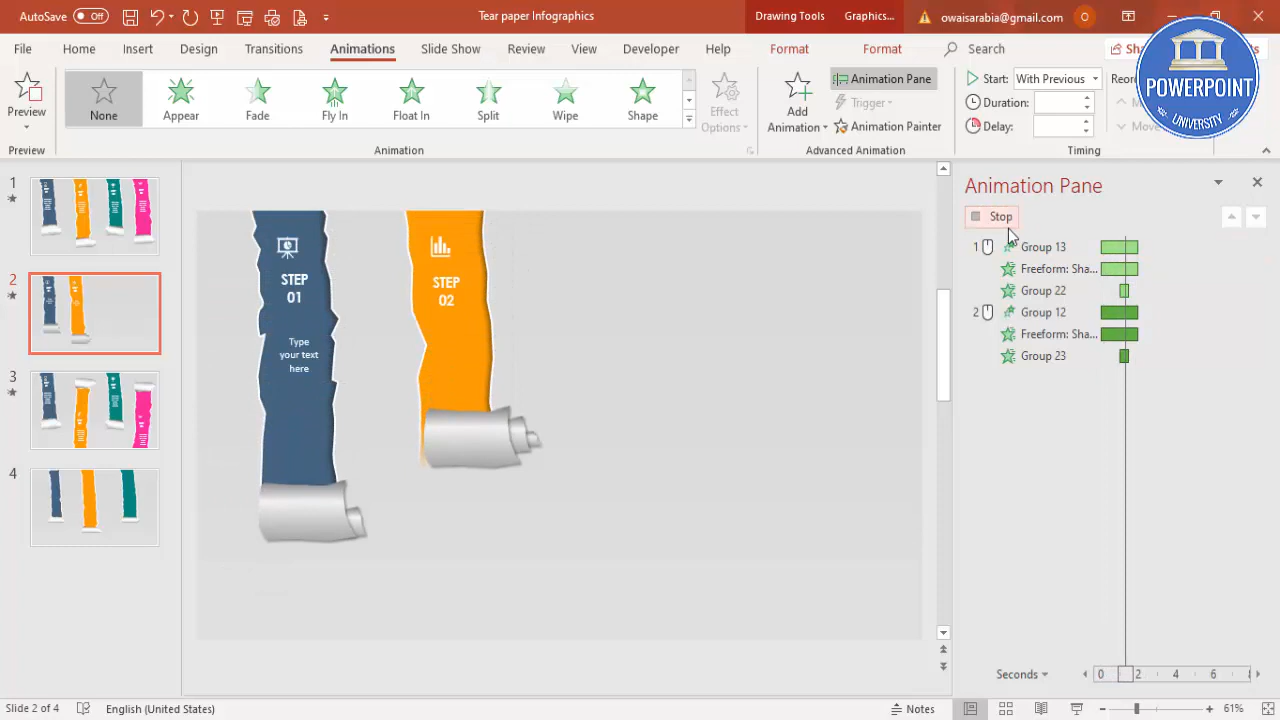 AutoSave Off
Tear paper Infographics
Drawing Tools
Graphics...
owaisarabia@gmail.com
O
File Home Insert Design Transitions Animations Slide Show Review View Developer Help Format Format Search
Preview
None Appear Fade Fly In Float In Split Wipe Shape
Effect
Options
Add
Animation
Animation Pane
Trigger
Animation Painter
Start: With Previous
Duration:
Delay:
Preview
Animation
Advanced Animation
Timing
POWERPOINT
UNIVERSITY
1
2
3
4
STEP
01
Type
your text
here
STEP
02
Animation Pane
Stop
1 Group 13
Freeform: Sha...
Group 22
2 Group 12
Freeform: Sha...
Group 23
Seconds 0 2 4 6
Slide 2 of 4
English (United States)
Notes
61%